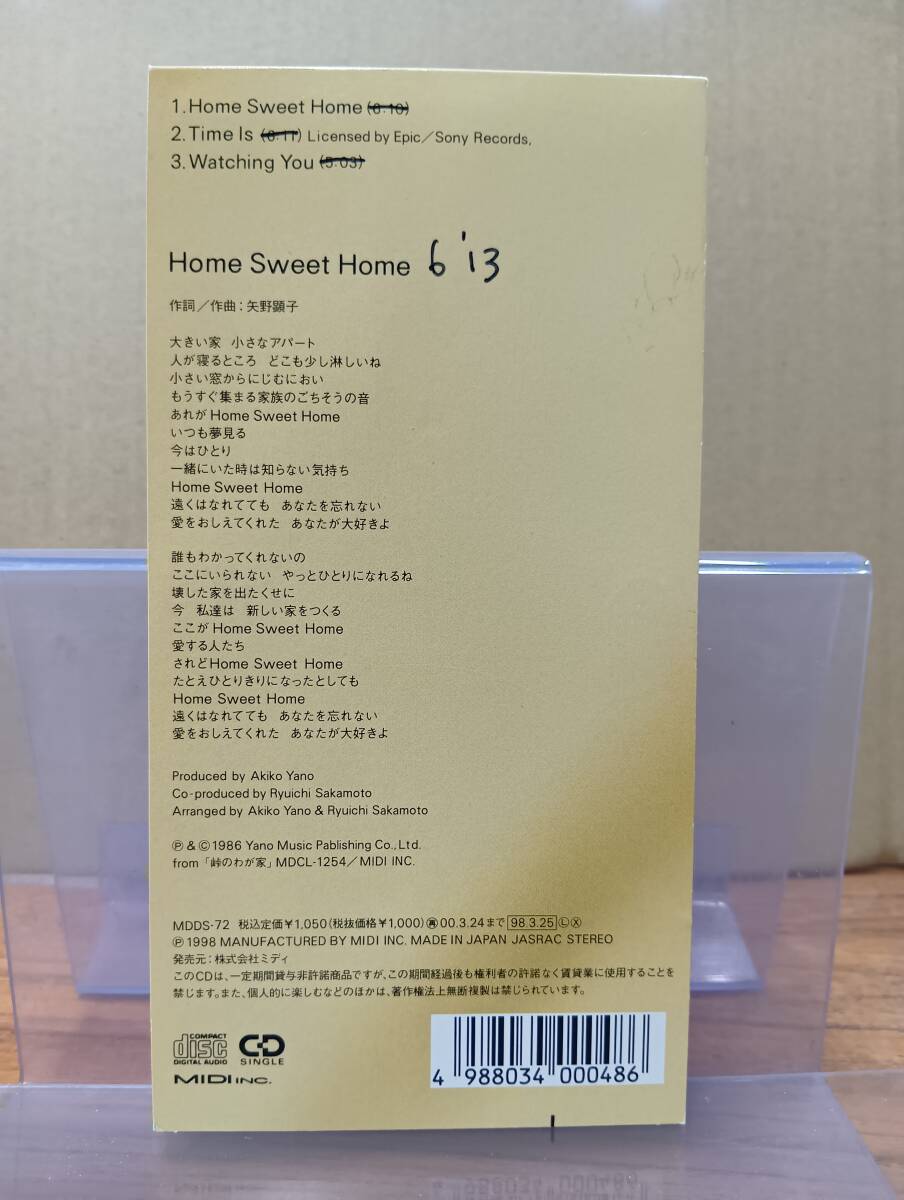 1. Home Sweet Home (6:10)
2. Time Is (6:11) Licensed by Epic／Sony Records,
3. Watching You (5:03)
Home Sweet Home 6'13
作詞／作曲：矢野顕子
大きい家　小さなアパート
人が寝るところ　どこも少し淋しいね
小さい窓からにじむにおい
もうすぐ集まる家族のごちそうの音
あれが Home Sweet Home
いつも夢見る
今はひとり
一緒にいた時は知らない気持ち
Home Sweet Home
遠くはなれてても　あなたを忘れない
愛をおしえてくれた　あなたが大好きよ
誰もわかってくれないの
ここにいられない　やっとひとりになれるね
壊した家を出たくせに
今　私達は　新しい家をつくる
ここが Home Sweet Home
愛する人たち
されど Home Sweet Home
たとえひとりきりになったとしても
Home Sweet Home
遠くはなれてても　あなたを忘れない
愛をおしえてくれた　あなたが大好きよ
Produced by Akiko Yano
Co-produced by Ryuichi Sakamoto
Arranged by Akiko Yano & Ryuichi Sakamoto
℗ & © 1986 Yano Music Pablishing Co., Ltd.
from 「峠のわが家」 MDCL-1254／MIDI INC.
MDDS-72 税込定価¥1,050(税抜価格¥1,000) 再 00.3.24まで 98.3.25 Ⓛ Ⓧ
℗ 1998 MANUFACTURED BY MIDI INC. MADE IN JAPAN JASRAC STEREO
発売元：株式会社ミディ
このCDは、一定期間貸与非許諾商品ですが、この期間経過後も権利者の許諾なく賃貸業に使用することを
禁じます。また、個人的に楽しむなどのほかは、著作権法上無断複製は禁じられています。
COMPACT disc DIGITAL AUDIO CD SINGLE
MIDI INC.
4 988034 000486